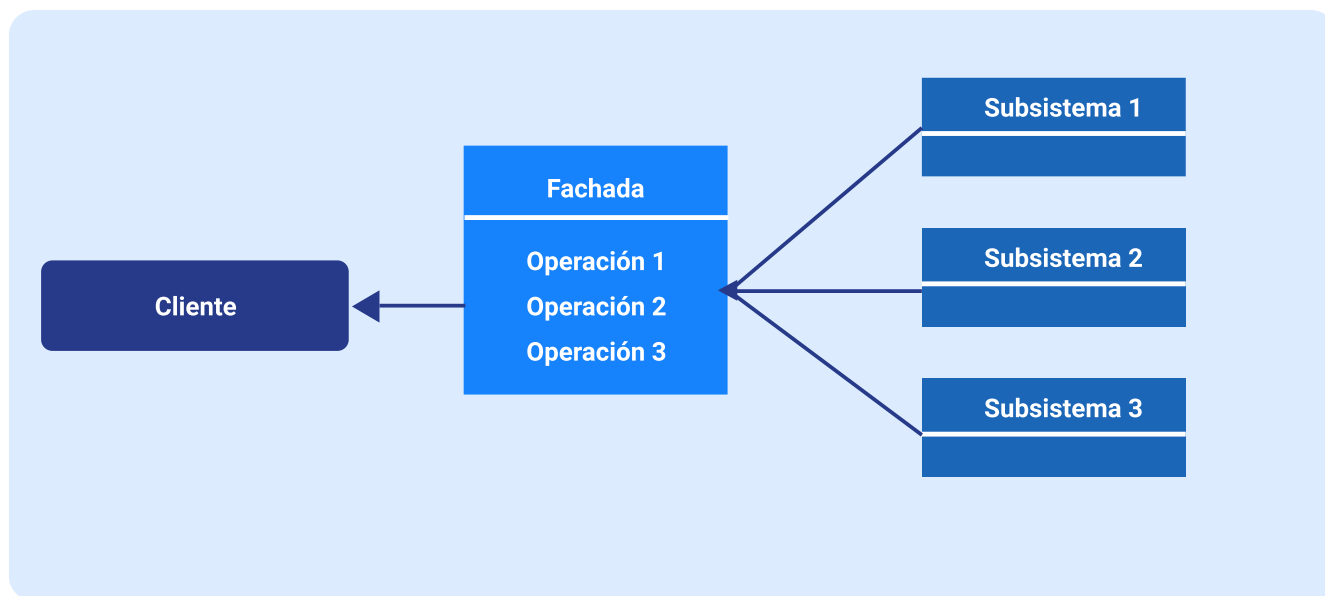 Cliente
Fachada
Operación 1
Operación 2
Operación 3
Subsistema 1
Subsistema 2
Subsistema 3